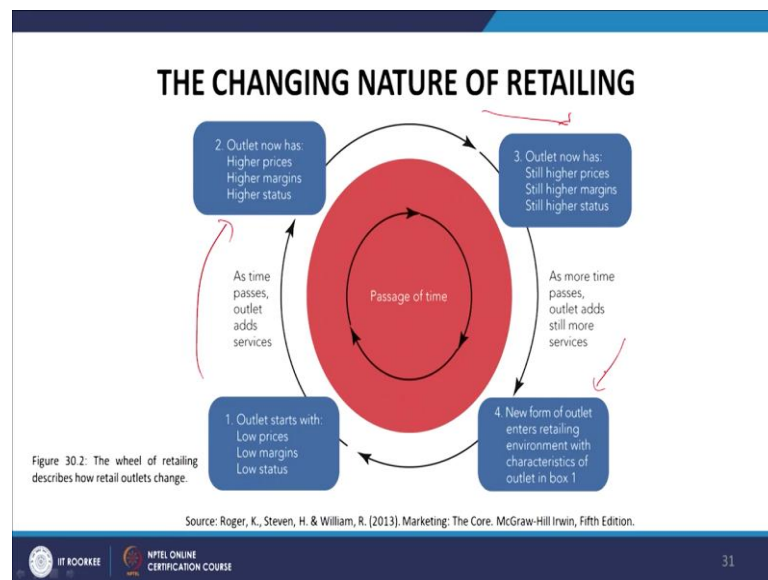 THE CHANGING NATURE OF RETAILING
2. Outlet now has:
Higher prices
Higher margins
Higher status
3. Outlet now has:
Still higher prices
Still higher margins
Still higher status
As time
passes,
outlet
adds
services
Passage of time
As more time
passes,
outlet adds
still more
services
1. Outlet starts with:
Low prices
Low margins
Low status
4. New form of outlet
enters retailing
environment with
characteristics of
outlet in box 1
Figure 30.2: The wheel of retailing
describes how retail outlets change.
Source: Roger, K., Steven, H. & William, R. (2013). Marketing: The Core. McGraw-Hill Irwin, Fifth Edition.
IIT ROORKEE
NPTEL ONLINE
CERTIFICATION COURSE
31